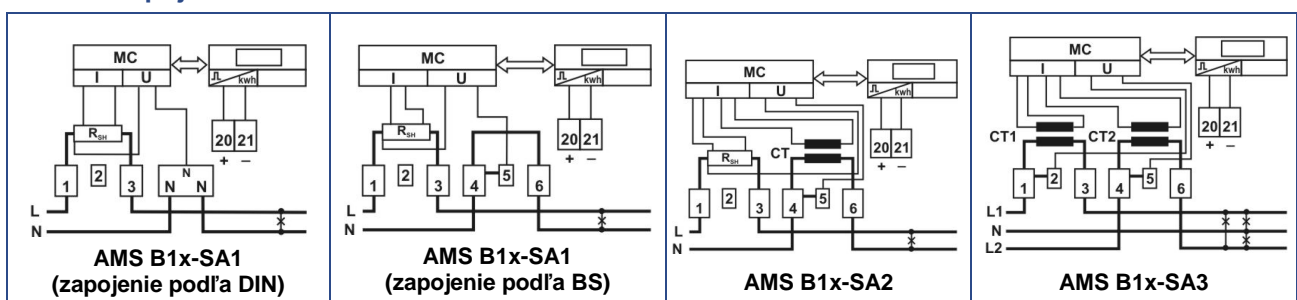 MC
I U
kwh
R_SH
20 21
+ –
1 2 3 N N N
L
N
AMS B1x-SA1
(zapojenie podľa DIN)
MC
I U
kwh
R_SH
20 21
+ –
1 2 3 4 5 6
L
N
AMS B1x-SA1
(zapojenie podľa BS)
MC
I U
kwh
R_SH CT
20 21
+ –
1 2 3 4 5 6
L
N
AMS B1x-SA2
MC
I U
kwh
CT1 CT2
20 21
+ –
1 2 3 4 5 6
L1
N
L2
AMS B1x-SA3